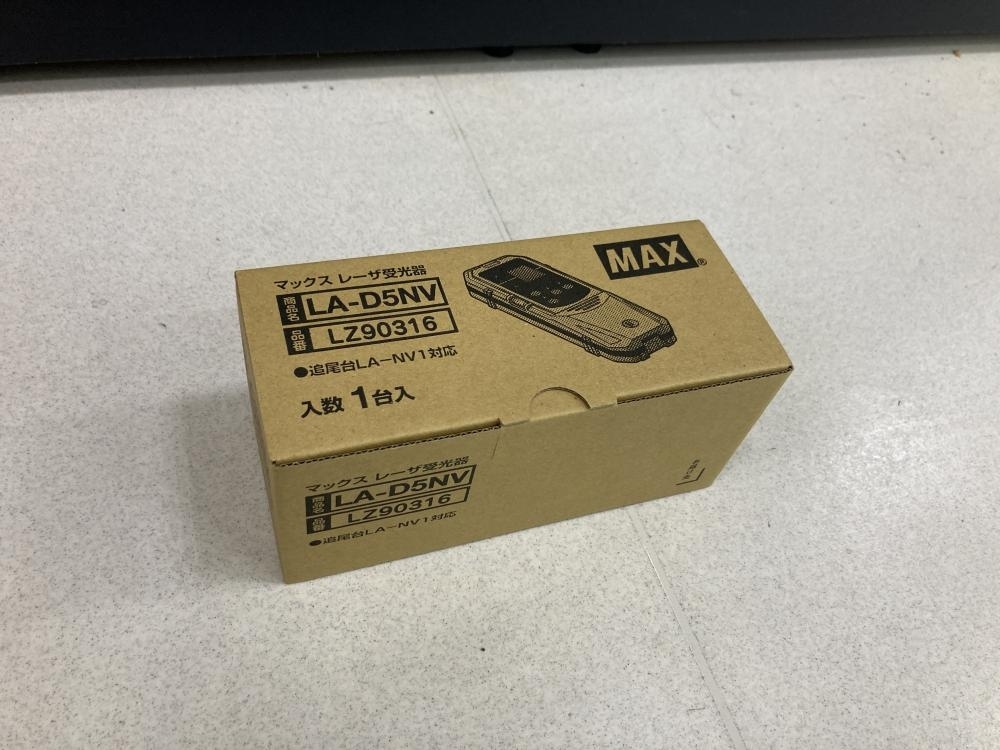 マックス レーザ受光器
MAX®
商品名 LA-D5NV
品番 LZ90316
●追尾台LA-NV1対応
入数 1台入
マックス レーザ受光器
商品名 LA-D5NV
品番 LZ90316
●追尾台LA-NV1対応